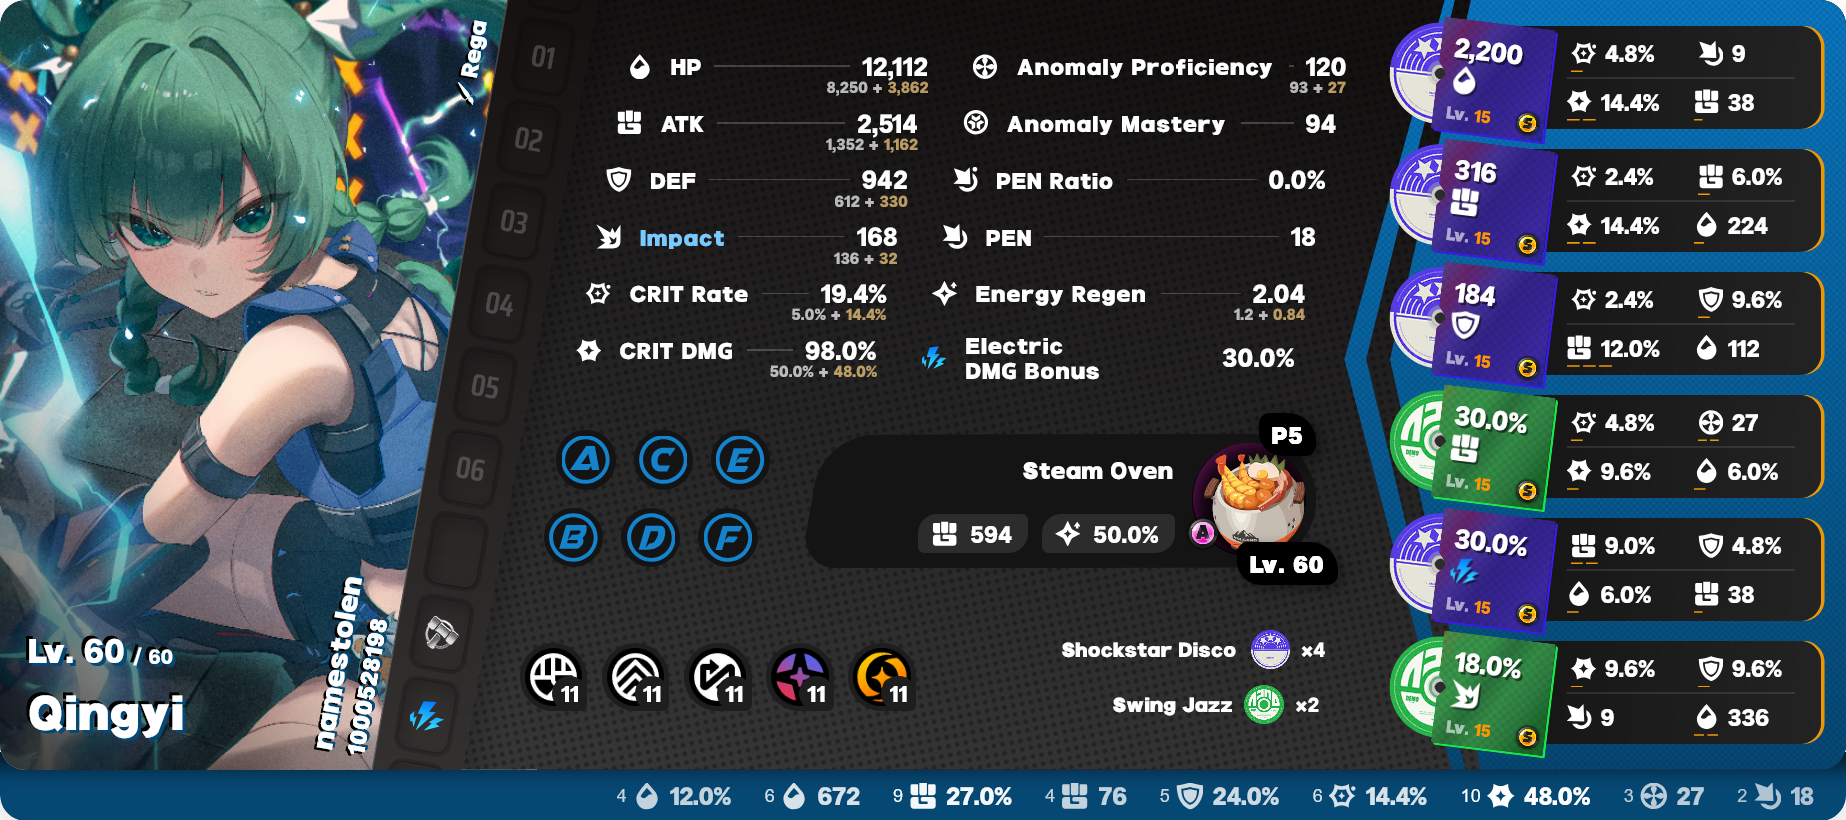 Rega
Lv. 60 / 60
Qingyi
namestolen
1000528198
01
02
03
04
05
06
HP 12,112
8,250 + 3,862
ATK 2,514
1,352 + 1,162
DEF 942
612 + 330
Impact 168
136 + 32
CRIT Rate 19.4%
5.0% + 14.4%
CRIT DMG 98.0%
50.0% + 48.0%
Anomaly Proficiency 120
93 + 27
Anomaly Mastery 94
PEN Ratio 0.0%
PEN 18
Energy Regen 2.04
1.2 + 0.84
Electric
DMG Bonus 30.0%
A C E
B D F
P5
Steam Oven
594 50.0%
A
Lv. 60
11 11 11 11 11
Shockstar Disco ×4
Swing Jazz ×2
2,200
Lv. 15 S
4.8% 9
14.4% 38
316
Lv. 15 S
2.4% 6.0%
14.4% 224
184
Lv. 15 S
2.4% 9.6%
12.0% 112
30.0%
Lv. 15 S
4.8% 27
9.6% 6.0%
30.0%
Lv. 15 S
9.0% 4.8%
6.0% 38
18.0%
Lv. 15 S
9.6% 9.6%
9 336
4 12.0% 6 672 9 27.0% 4 76 5 24.0% 6 14.4% 10 48.0% 3 27 2 18